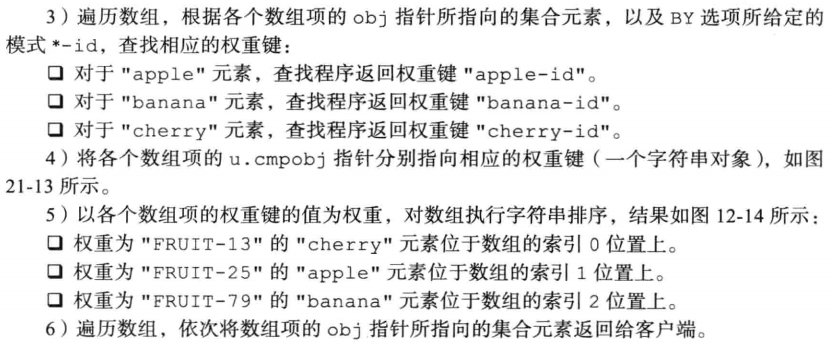 3）遍历数组，根据各个数组项的 obj 指针所指向的集合元素，以及 BY 选项所给定的
模式 *-id，查找相应的权重键：
❑ 对于 "apple" 元素，查找程序返回权重键 "apple-id"。
❑ 对于 "banana" 元素，查找程序返回权重键 "banana-id"。
❑ 对于 "cherry" 元素，查找程序返回权重键 "cherry-id"。
4）将各个数组项的 u.cmpobj 指针分别指向相应的权重键（一个字符串对象），如图
21-13 所示。
5）以各个数组项的权重键的值为权重，对数组执行字符串排序，结果如图 12-14 所示：
❑ 权重为 "FRUIT-13" 的 "cherry" 元素位于数组的索引 0 位置上。
❑ 权重为 "FRUIT-25" 的 "apple" 元素位于数组的索引 1 位置上。
❑ 权重为 "FRUIT-79" 的 "banana" 元素位于数组的索引 2 位置上。
6）遍历数组，依次将数组项的 obj 指针所指向的集合元素返回给客户端。